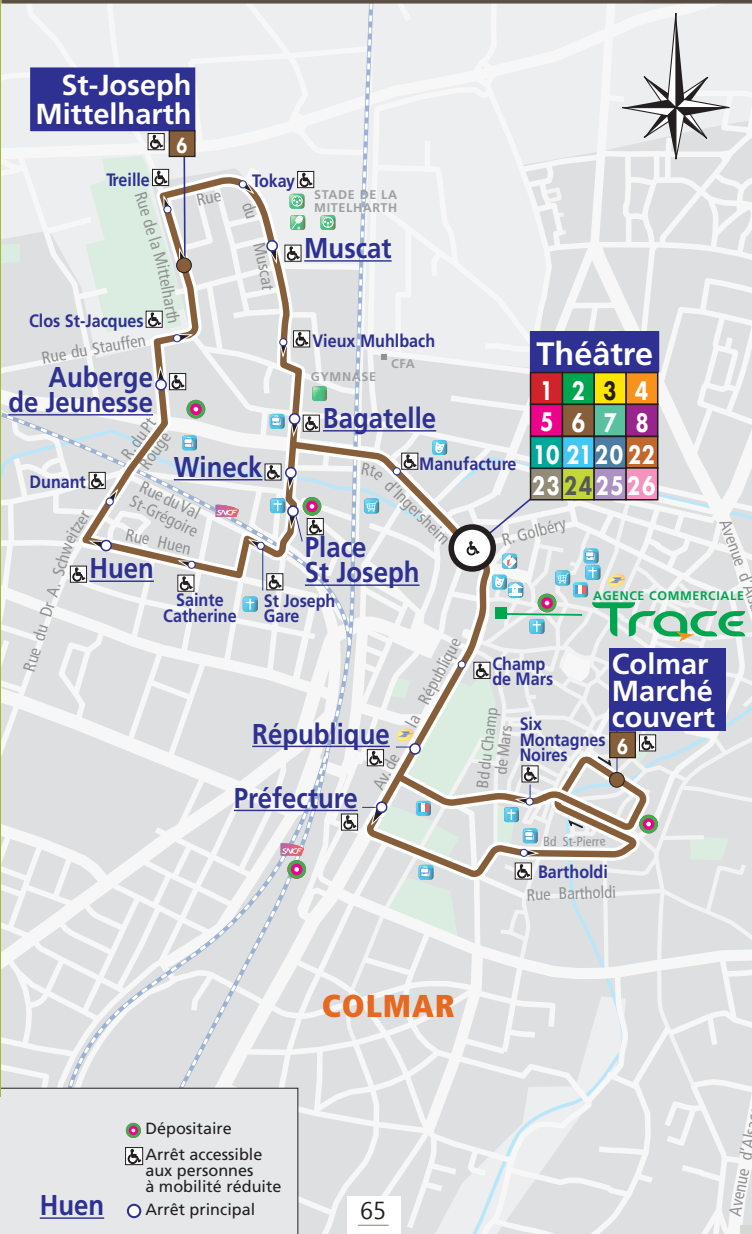 St-Joseph
Mittelharth
6
Treille
Tokay
STADE DE LA
MITELHARTH
Rue du Muscat
Rue de la Mittelharth
Muscat
Clos St-Jacques
Vieux Muhlbach
Rue du Stauffen
CFA
GYMNASE
Auberge
de Jeunesse
Bagatelle
R. du Pt
Rouge
Wineck
Manufacture
Dunant
Rue du Val
St-Grégoire
SNCF
Rte d'Ingersheim
Théâtre
1 2 3 4
5 6 7 8
10 21 20 22
23 24 25 26
R. Golbéry
Avenue d'Als
Rue Huen
Place
St Joseph
Huen
Rue du Dr A. Schweitzer
Sainte
Catherine
St Joseph
Gare
AGENCE COMMERCIALE
Trace
Champ
de Mars
Colmar
Marché
couvert
6
Av. de la République
République
Bd du Champ
de Mars
Six
Montagnes
Noires
Préfecture
Bd St-Pierre
SNCF
Bartholdi
Rue Bartholdi
COLMAR
Dépositaire
Arrêt accessible
aux personnes
à mobilité réduite
Huen
Arrêt principal
65
Avenue d'Alsa